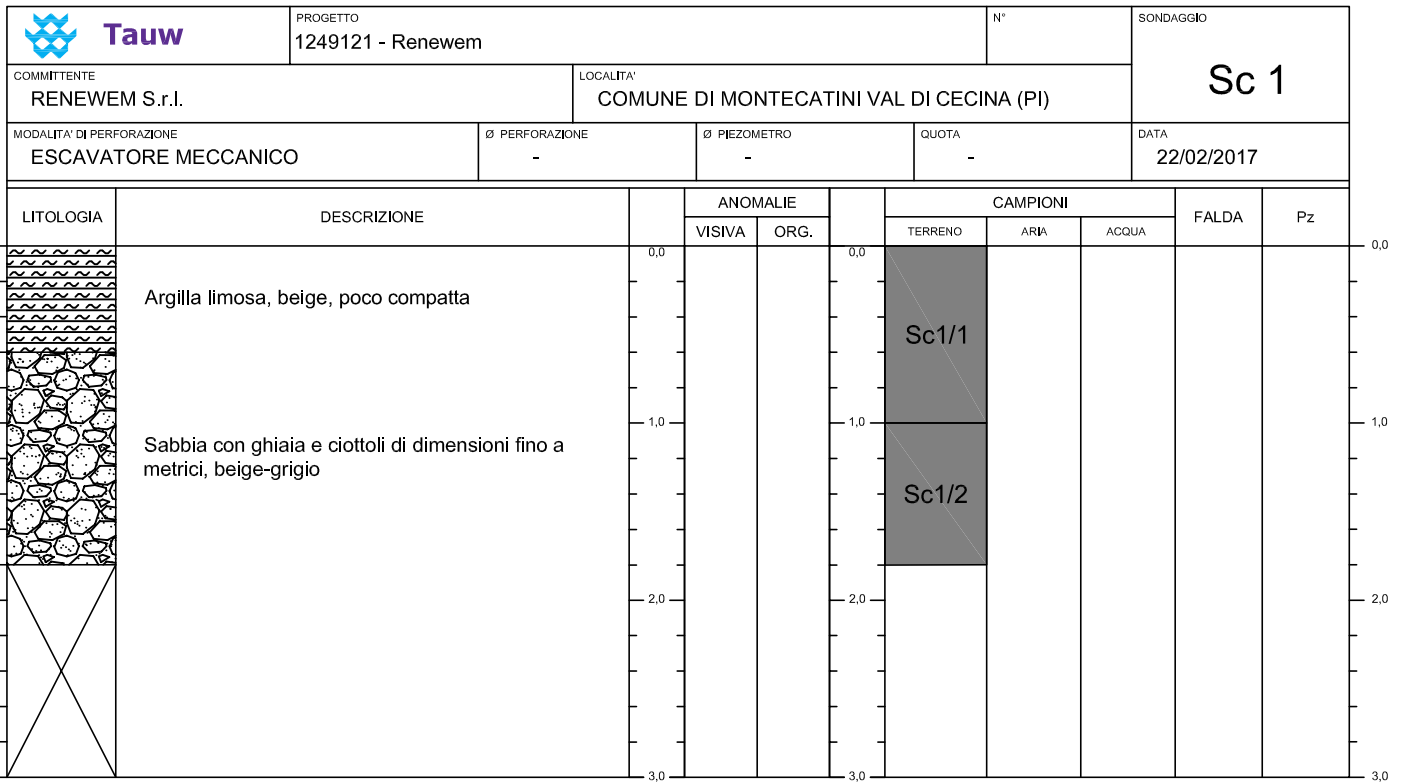 Tauw
PROGETTO
1249121 - Renewem
N°
SONDAGGIO
Sc 1
COMMITTENTE
RENEWEM S.r.l.
LOCALITA'
COMUNE DI MONTECATINI VAL DI CECINA (PI)
MODALITA' DI PERFORAZIONE
ESCAVATORE MECCANICO
Ø PERFORAZIONE
-
Ø PIEZOMETRO
-
QUOTA
-
DATA
22/02/2017
LITOLOGIA
DESCRIZIONE
ANOMALIE
VISIVA ORG.
CAMPIONI
TERRENO ARIA ACQUA
FALDA
Pz
0,0 0,0 0,0
Argilla limosa, beige, poco compatta
Sc1/1
1,0 1,0 1,0
Sabbia con ghiaia e ciottoli di dimensioni fino a
metrici, beige-grigio
Sc1/2
2,0 2,0 2,0
3,0 3,0 3,0